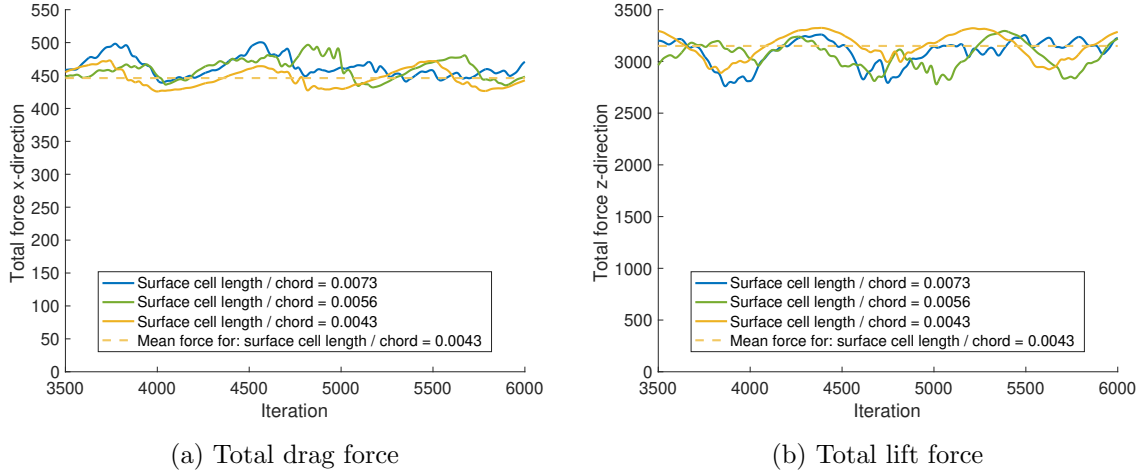 550
500
450
400
350
300
250
200
150
100
50
0
Total force x-direction
Surface cell length / chord = 0.0073
Surface cell length / chord = 0.0056
Surface cell length / chord = 0.0043
Mean force for: surface cell length / chord = 0.0043
3500 4000 4500 5000 5500 6000
Iteration
(a) Total drag force
3500
3000
2500
2000
1500
1000
500
0
Total force z-direction
Surface cell length / chord = 0.0073
Surface cell length / chord = 0.0056
Surface cell length / chord = 0.0043
Mean force for: surface cell length / chord = 0.0043
3500 4000 4500 5000 5500 6000
Iteration
(b) Total lift force